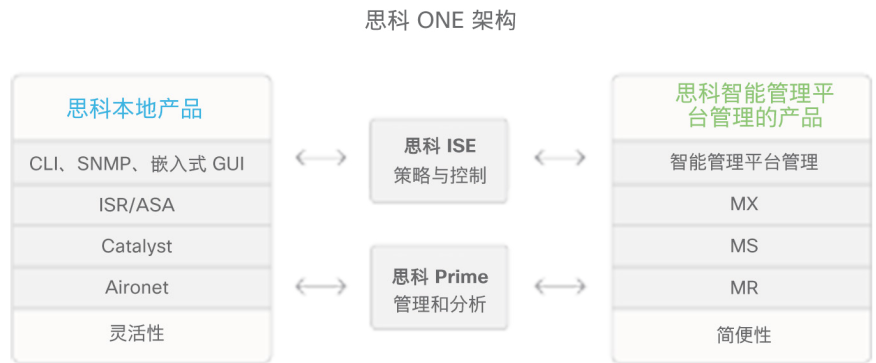 思科 ONE 架构
思科本地产品
CLI、SNMP、嵌入式 GUI
ISR/ASA
Catalyst
Aironet
灵活性
思科 ISE
策略与控制
思科 Prime
管理和分析
思科智能管理平
台管理的产品
智能管理平台管理
MX
MS
MR
简便性